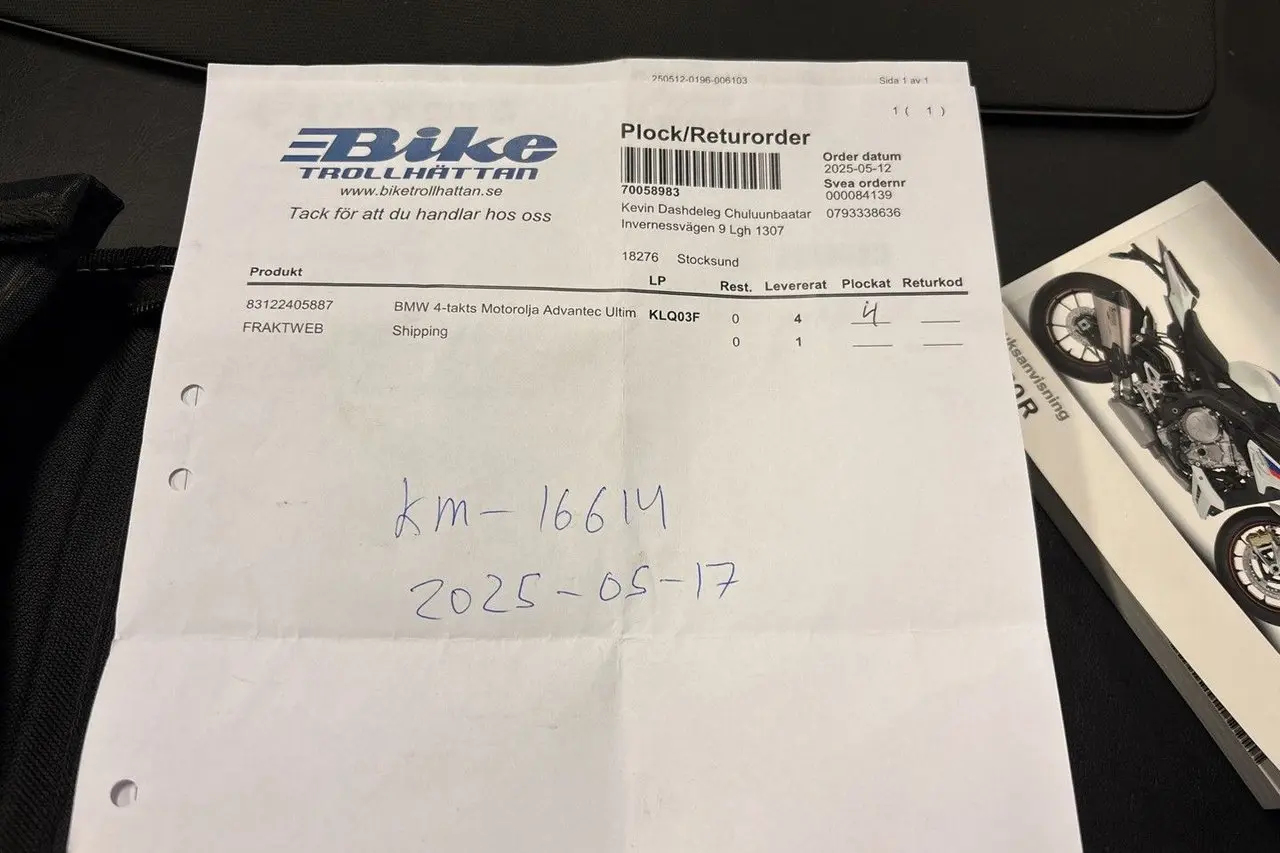 250512-0196-006103 Sida 1 av 1
1 ( 1 )
Bike
TROLLHÄTTAN
www.biketrollhattan.se
Tack för att du handlar hos oss
Plock/Returorder
70058983
Kevin Dashdeleg Chuluunbaatar
Invernessvägen 9 Lgh 1307
18276 Stocksund
Order datum
2025-05-12
Svea ordernr
000084139
0793338636
Produkt LP Rest. Levererat Plockat Returkod
83122405887 BMW 4-takts Motorolja Advantec Ultim KLQ03F 0 4 4
FRAKTWEB Shipping 0 1
km - 16614
2025-05-17